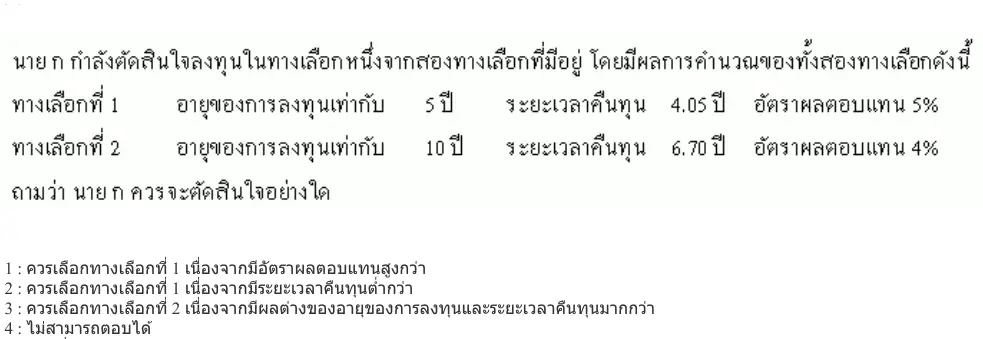 นาย ก กำลังตัดสินใจลงทุนในทางเลือกหนึ่งจากสองทางเลือกที่มีอยู่ โดยมีผลการคำนวณของทั้งสองทางเลือกดังนี้
ทางเลือกที่ 1 อายุของการลงทุนเท่ากับ 5 ปี ระยะเวลาคืนทุน 4.05 ปี อัตราผลตอบแทน 5%
ทางเลือกที่ 2 อายุของการลงทุนเท่ากับ 10 ปี ระยะเวลาคืนทุน 6.70 ปี อัตราผลตอบแทน 4%
ถามว่า นาย ก ควรจะตัดสินใจอย่างใด
1 : ควรเลือกทางเลือกที่ 1 เนื่องจากมีอัตราผลตอบแทนสูงกว่า
2 : ควรเลือกทางเลือกที่ 1 เนื่องจากมีระยะเวลาคืนทุนต่ำกว่า
3 : ควรเลือกทางเลือกที่ 2 เนื่องจากมีผลต่างของอายุของการลงทุนและระยะเวลาคืนทุนมากกว่า
4 : ไม่สามารถตอบได้